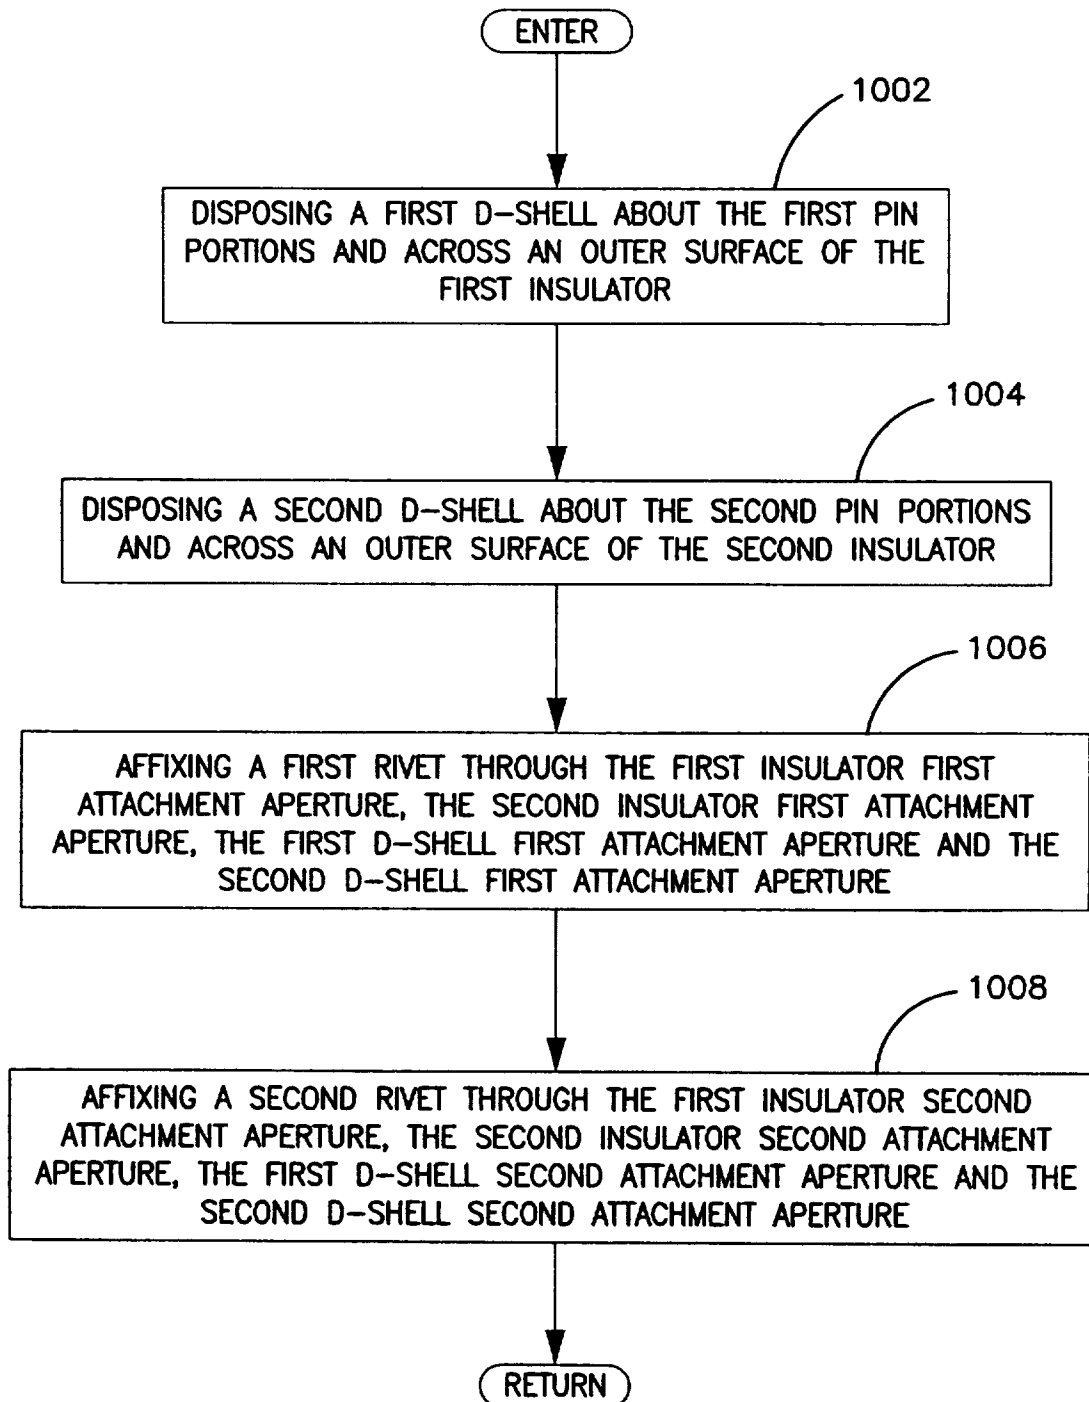 ENTER
1002
DISPOSING A FIRST D-SHELL ABOUT THE FIRST PIN
PORTIONS AND ACROSS AN OUTER SURFACE OF THE
FIRST INSULATOR
1004
DISPOSING A SECOND D-SHELL ABOUT THE SECOND PIN PORTIONS
AND ACROSS AN OUTER SURFACE OF THE SECOND INSULATOR
1006
AFFIXING A FIRST RIVET THROUGH THE FIRST INSULATOR FIRST
ATTACHMENT APERTURE, THE SECOND INSULATOR FIRST ATTACHMENT
APERTURE, THE FIRST D-SHELL FIRST ATTACHMENT APERTURE AND THE
SECOND D-SHELL FIRST ATTACHMENT APERTURE
1008
AFFIXING A SECOND RIVET THROUGH THE FIRST INSULATOR SECOND
ATTACHMENT APERTURE, THE SECOND INSULATOR SECOND ATTACHMENT
APERTURE, THE FIRST D-SHELL SECOND ATTACHMENT APERTURE AND THE
SECOND D-SHELL SECOND ATTACHMENT APERTURE
RETURN